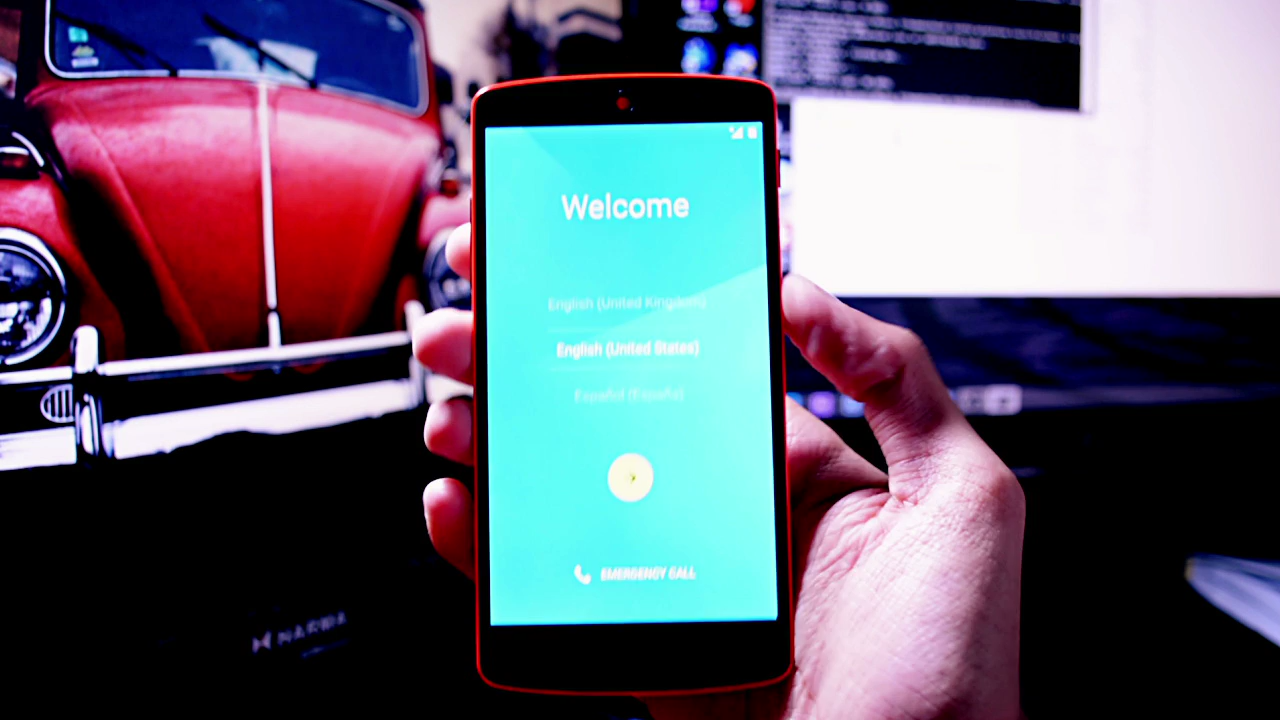 Welcome
English (United Kingdom)
English (United States)
Español (España)
EMERGENCY CALL